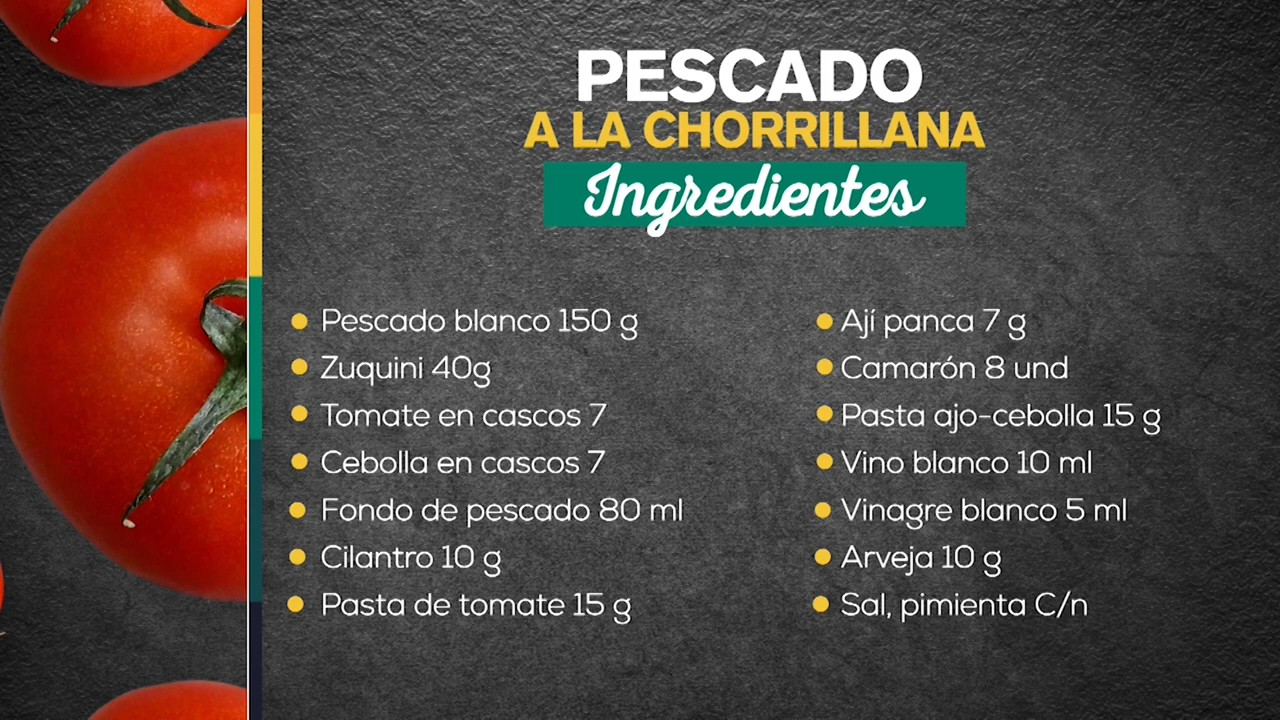 PESCADO
A LA CHORRILLANA
Ingredientes
Pescado blanco 150 g
Zuquini 40g
Tomate en cascos 7
Cebolla en cascos 7
Fondo de pescado 80 ml
Cilantro 10 g
Pasta de tomate 15 g
Ají panca 7 g
Camarón 8 und
Pasta ajo-cebolla 15 g
Vino blanco 10 ml
Vinagre blanco 5 ml
Arveja 10 g
Sal, pimienta C/n